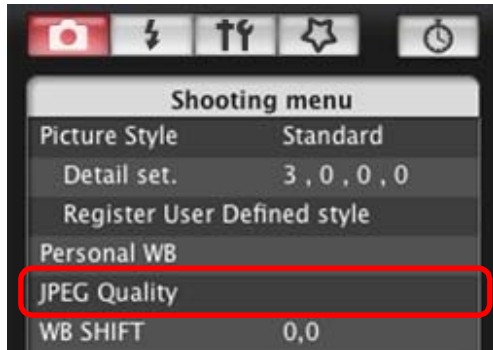 Shooting menu
Picture Style Standard
Detail set. 3 , 0 , 0 , 0
Register User Defined style
Personal WB
JPEG Quality
WB SHIFT 0,0